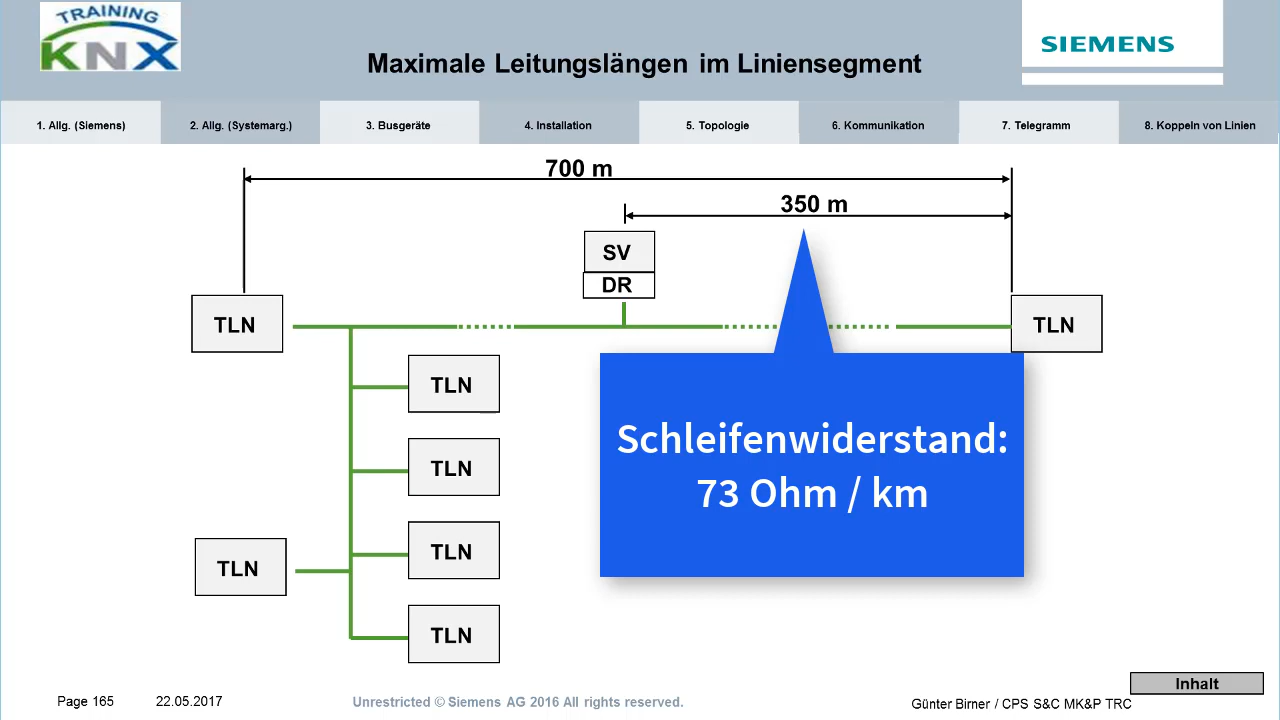 TRAINING
KNX
Maximale Leitungslängen im Liniensegment
SIEMENS
1. Allg. (Siemens)
2. Allg. (Systemarg.)
3. Busgeräte
4. Installation
5. Topologie
6. Kommunikation
7. Telegramm
8. Koppeln von Linien
700 m
350 m
SV
DR
TLN
TLN
TLN
TLN
TLN
TLN
TLN
Schleifenwiderstand:
73 Ohm / km
Inhalt
Page 165
22.05.2017
Unrestricted © Siemens AG 2016 All rights reserved.
Günter Birner / CPS S&C MK&P TRC